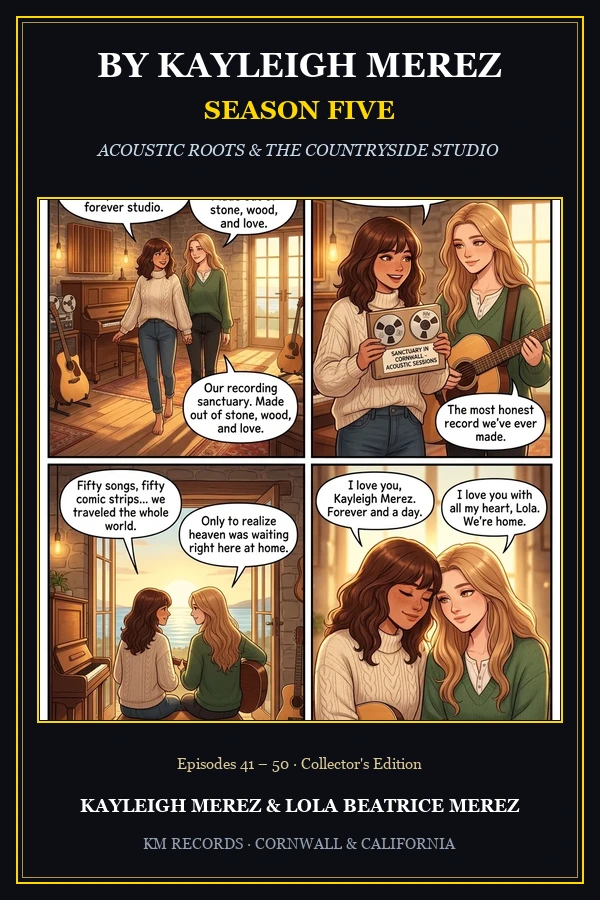 BY KAYLEIGH MEREZ
SEASON FIVE
ACOUSTIC ROOTS & THE COUNTRYSIDE STUDIO
forever studio.
stone, wood,
and love.
Our recording
sanctuary. Made
out of stone, wood,
and love.
SANCTUARY IN
CORNWALL -
ACOUSTIC SESSIONS
The most honest
record we've ever
made.
Fifty songs, fifty
comic strips... we
traveled the whole
world.
Only to realize
heaven was waiting
right here at home.
I love you,
Kayleigh Merez.
Forever and a day.
I love you with
all my heart, Lola.
We're home.
Episodes 41 – 50 · Collector's Edition
KAYLEIGH MEREZ & LOLA BEATRICE MEREZ
KM RECORDS · CORNWALL & CALIFORNIA